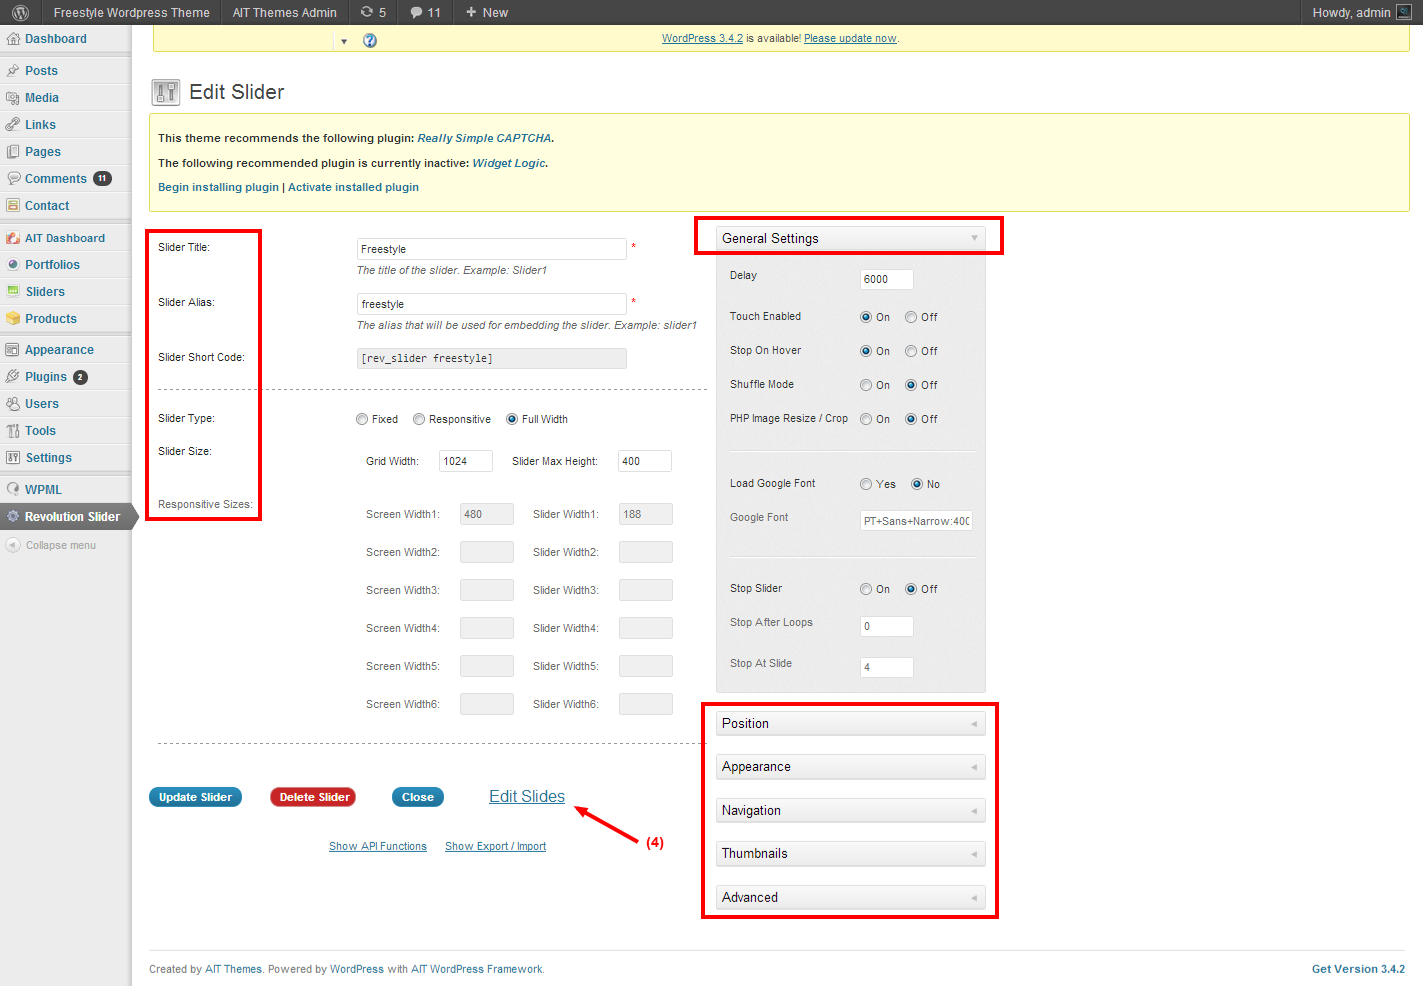 Freestyle Wordpress Theme AIT Themes Admin 5 11 + New Howdy, admin
WordPress 3.4.2 is available! Please update now.
Dashboard
Posts
Media
Links
Pages
Comments 11
Contact
AIT Dashboard
Portfolios
Sliders
Products
Appearance
Plugins 2
Users
Tools
Settings
WPML
Revolution Slider
Collapse menu
Edit Slider
This theme recommends the following plugin: Really Simple CAPTCHA.
The following recommended plugin is currently inactive: Widget Logic.
Begin installing plugin | Activate installed plugin
Slider Title: Freestyle *
The title of the slider. Example: Slider1
Slider Alias: freestyle *
The alias that will be used for embedding the slider. Example: slider1
Slider Short Code: [rev_slider freestyle]
Slider Type: Fixed Responsitive Full Width
Slider Size:
Grid Width: 1024 Slider Max Height: 400
Responsitive Sizes:
Screen Width1: 480 Slider Width1: 188
Screen Width2: Slider Width2:
Screen Width3: Slider Width3:
Screen Width4: Slider Width4:
Screen Width5: Slider Width5:
Screen Width6: Slider Width6:
Update Slider Delete Slider Close Edit Slides
(4)
Show API Functions Show Export / Import
General Settings
Delay 6000
Touch Enabled On Off
Stop On Hover On Off
Shuffle Mode On Off
PHP Image Resize / Crop On Off
Load Google Font Yes No
Google Font PT+Sans+Narrow:400
Stop Slider On Off
Stop After Loops 0
Stop At Slide 4
Position
Appearance
Navigation
Thumbnails
Advanced
Created by AIT Themes. Powered by WordPress with AIT WordPress Framework. Get Version 3.4.2